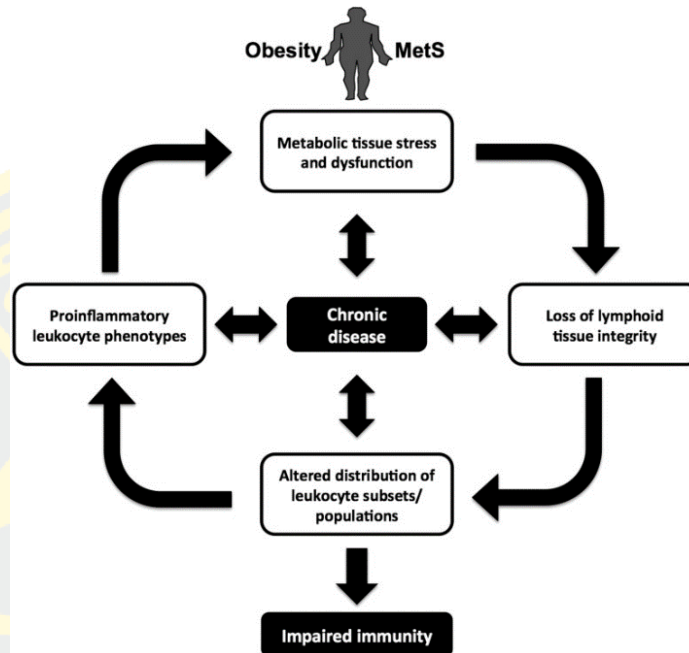 Obesity MetS
Metabolic tissue stress
and dysfunction
Proinflammatory
leukocyte phenotypes
Chronic
disease
Loss of lymphoid
tissue integrity
Altered distribution of
leukocyte subsets/
populations
Impaired immunity